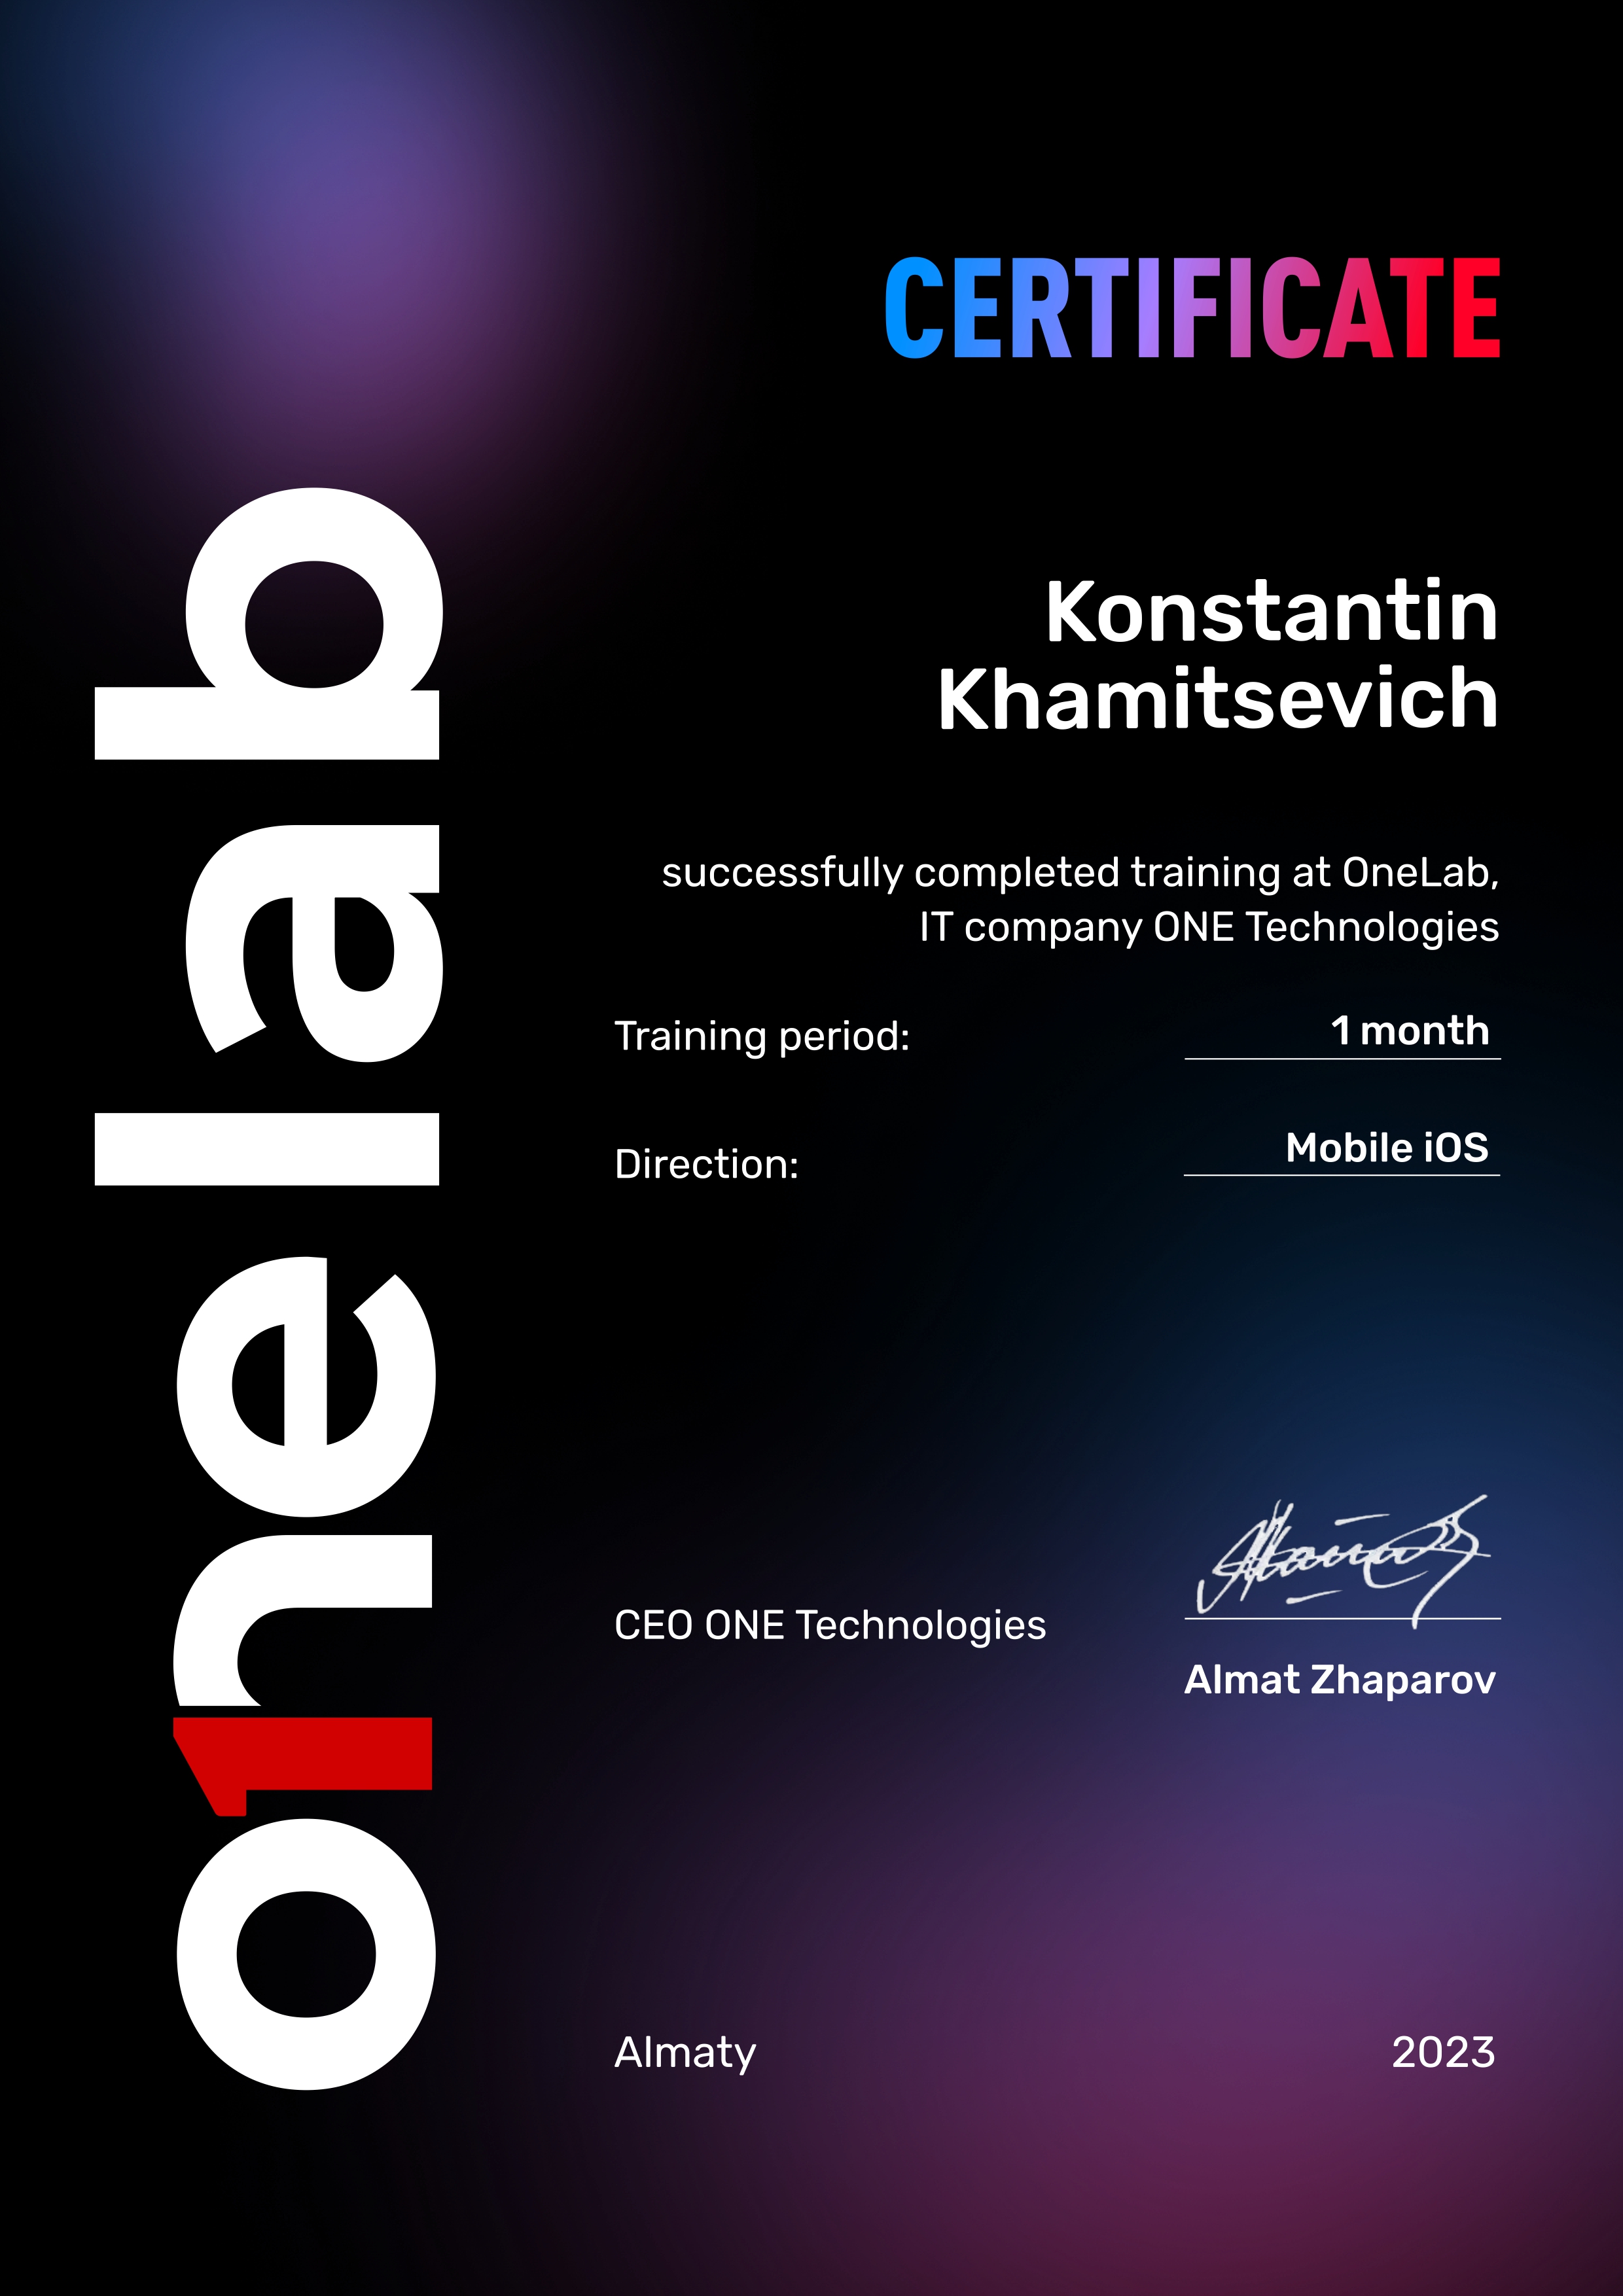 CERTIFICATE
Konstantin
Khamitsevich
successfully completed training at OneLab,
IT company ONE Technologies
Training period: 1 month
Direction: Mobile iOS
CEO ONE Technologies
Almat Zhaparov
Almaty 2023
o1nelab